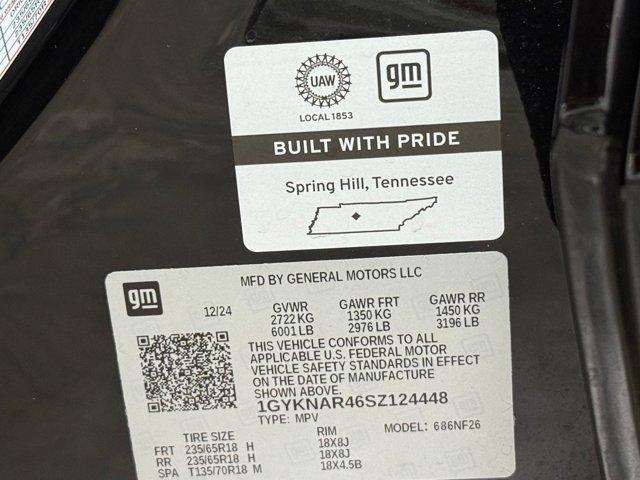 UAW
gm
LOCAL 1853
BUILT WITH PRIDE
Spring Hill, Tennessee
gm
MFD BY GENERAL MOTORS LLC
12/24 GVWR GAWR FRT GAWR RR
2722 KG 1350 KG 1450 KG
6001 LB 2976 LB 3196 LB
THIS VEHICLE CONFORMS TO ALL
APPLICABLE U.S. FEDERAL MOTOR
VEHICLE SAFETY STANDARDS IN EFFECT
ON THE DATE OF MANUFACTURE
SHOWN ABOVE.
1GYKNAR46SZ124448
TYPE: MPV MODEL: 686NF26
TIRE SIZE RIM
FRT 235/65R18 H 18X8J
RR 235/65R18 H 18X8J
SPA T135/70R18 M 18X4.5B